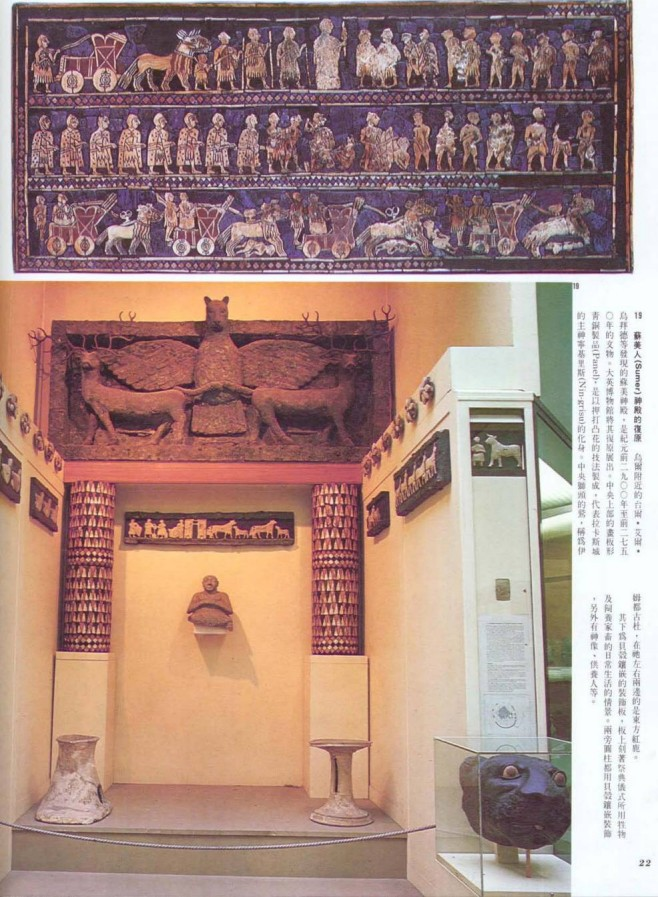 19
19 蘇美人(Sumer)神殿的復原 烏爾附近的台爾•艾爾•
烏拜德等發現的蘇美神殿，是紀元前二九〇〇年至前二七五
〇年的文物。大英博物館將其復原展出。中央上部的畫板形
青銅製品(Panel)，是以押打凸花的技法製成，代表拉卡斯城
的主神寧基里斯(Nin-grisu)的化身。中央獅頭的鷲，稱爲伊
姆都古杜，在牠左右兩邊的是東方紅鹿。
其下爲貝殼鑲嵌的裝飾板，板上刻著祭典儀式所用牲物
及飼養家畜的日常生活的情景。兩旁圓柱都用貝殼鑲嵌裝飾
，另外有神像、供養人等。
22